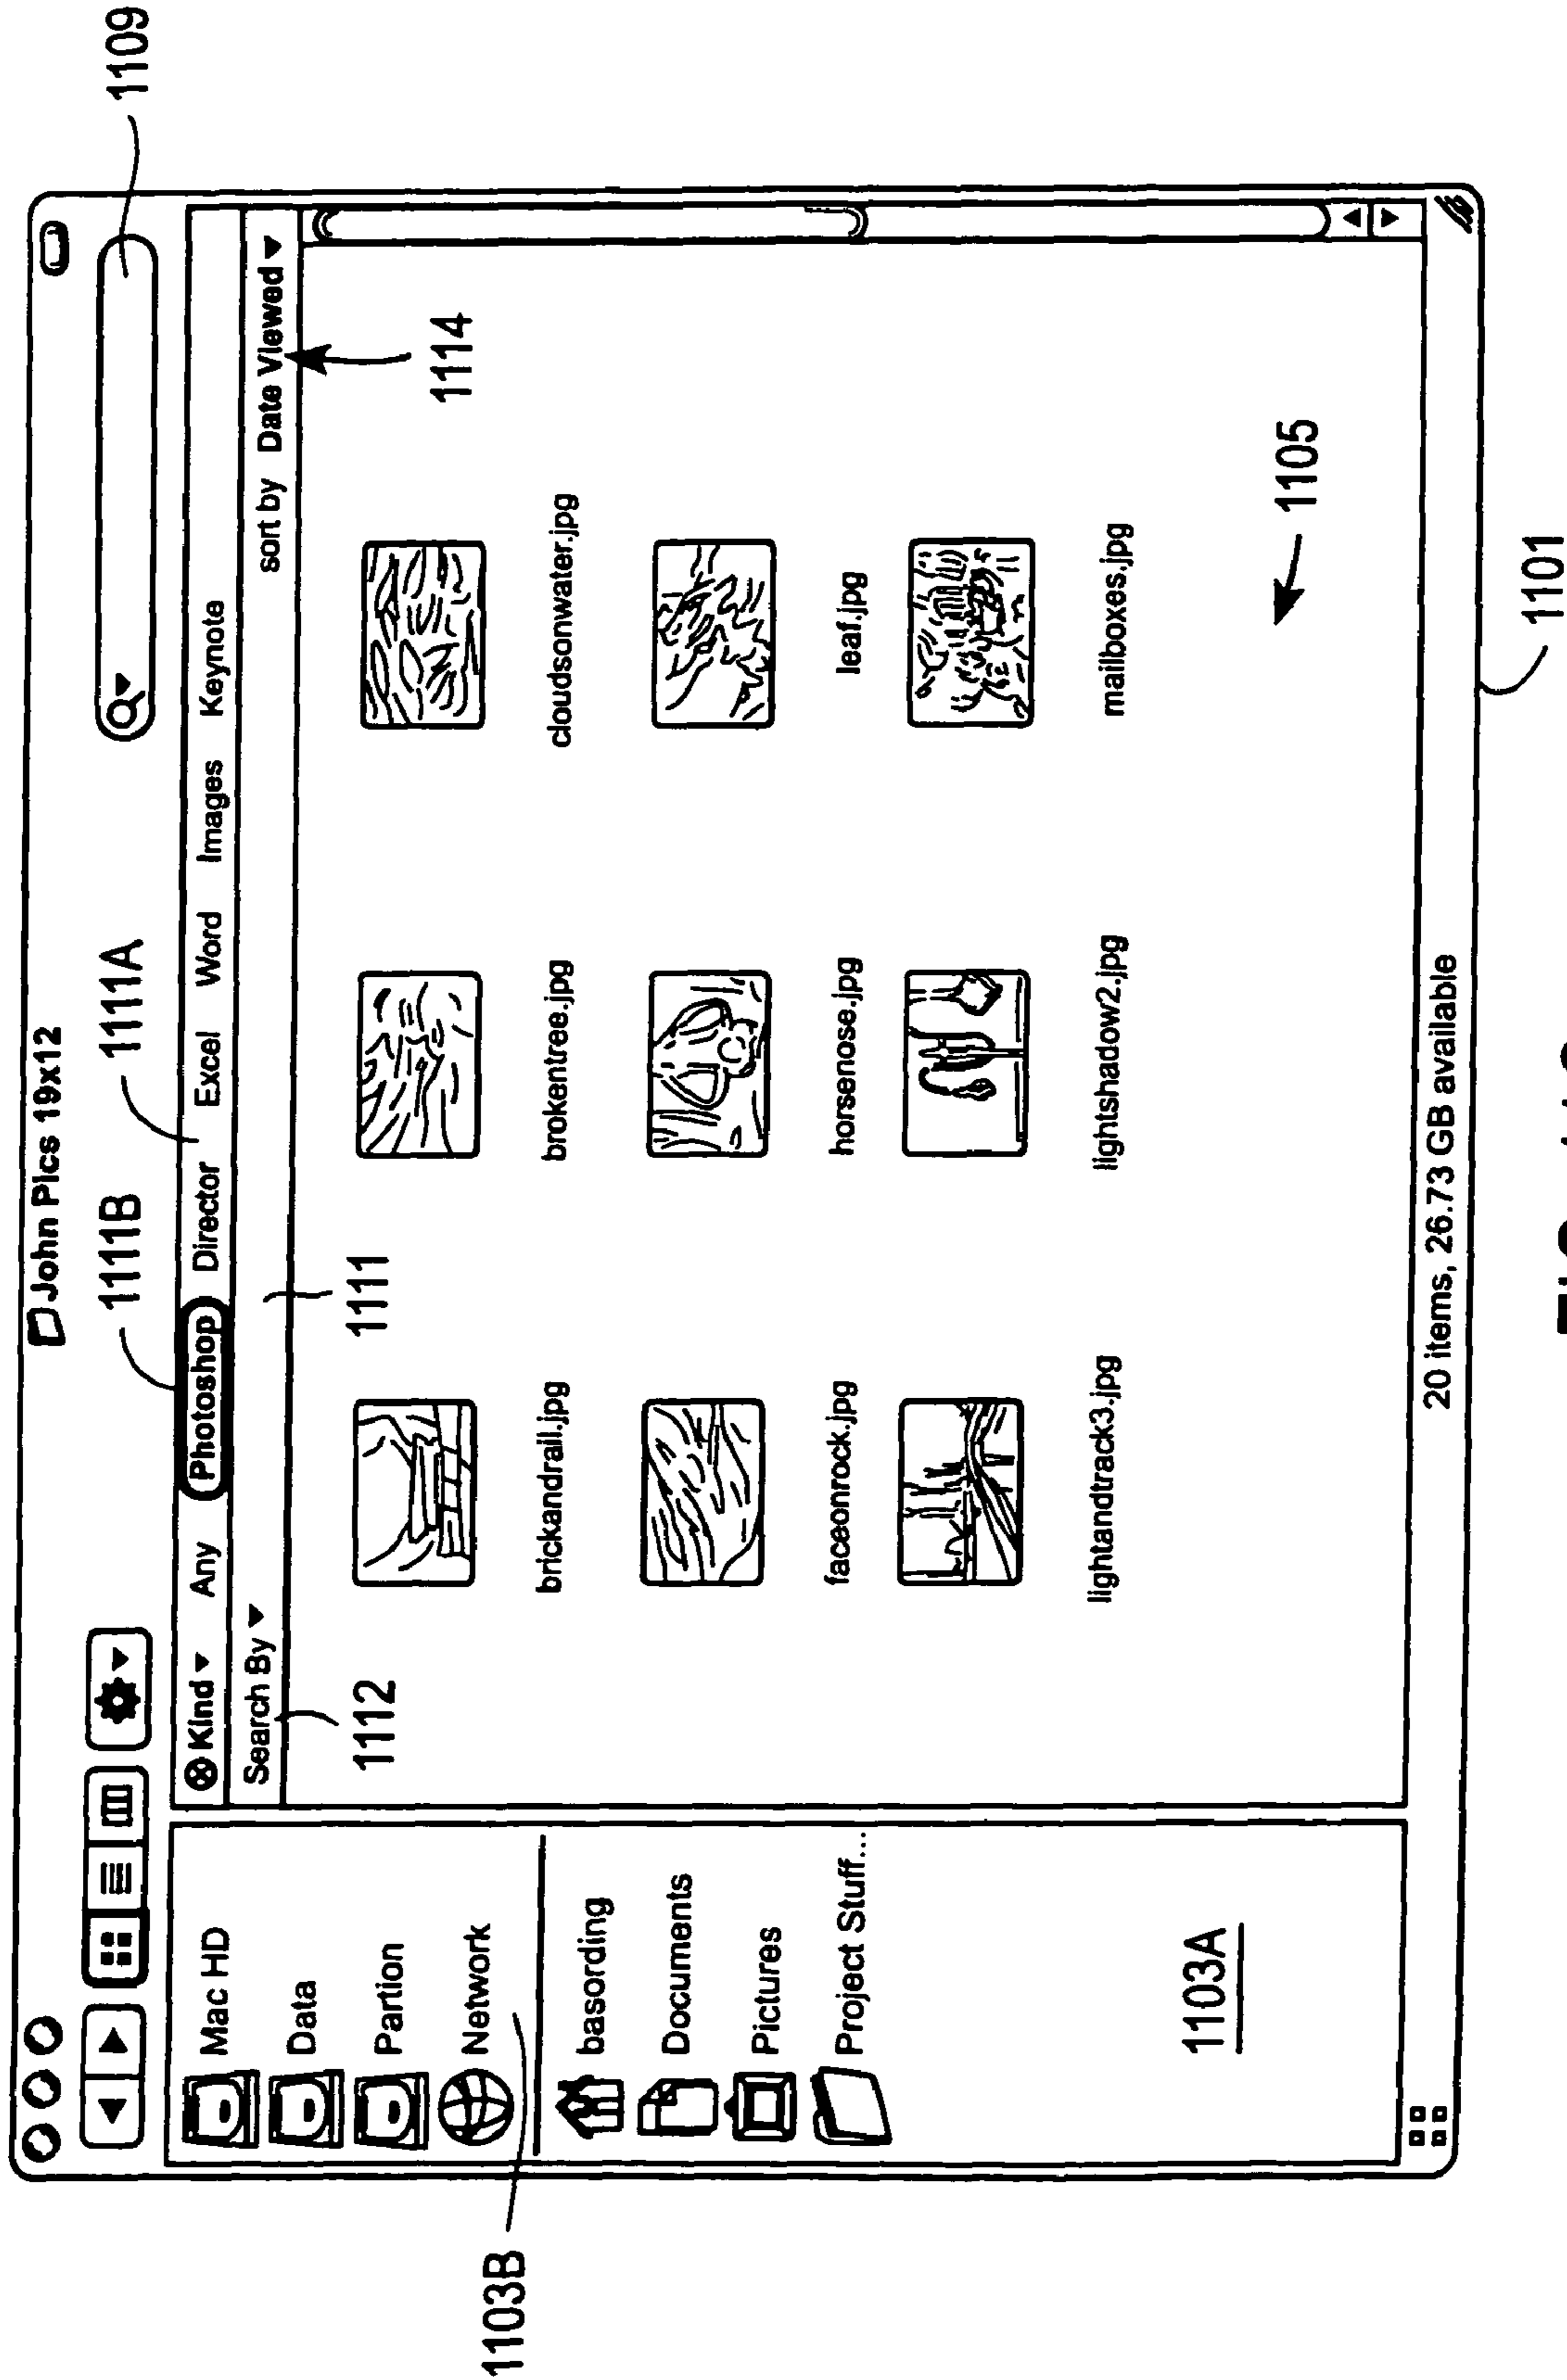 John Pics 19x12
1109
1111B
1111A
Kind Any Photoshop Director Excel Word Images Keynote
Search By sort by Date Viewed
1112
1111
1114
Mac HD
Data
Partion
Network
1103B
basording
Documents
Pictures
Project Stuff...
1103A
brickandrail.jpg brokentree.jpg cloudsonwater.jpg
faceonrock.jpg horsenose.jpg leaf.jpg
lightandtrack3.jpg lightshadow2.jpg mailboxes.jpg
1105
20 items, 26.73 GB available
1101